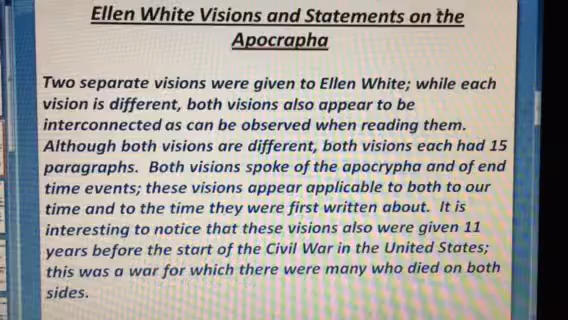 Ellen White Visions and Statements on the
Apocrapha
Two separate visions were given to Ellen White; while each
vision is different, both visions also appear to be
interconnected as can be observed when reading them.
Although both visions are different, both visions each had 15
paragraphs. Both visions spoke of the apocrypha and of end
time events; these visions appear applicable to both to our
time and to the time they were first written about. It is
interesting to notice that these visions also were given 11
years before the start of the Civil War in the United States;
this was a war for which there were many who died on both
sides.